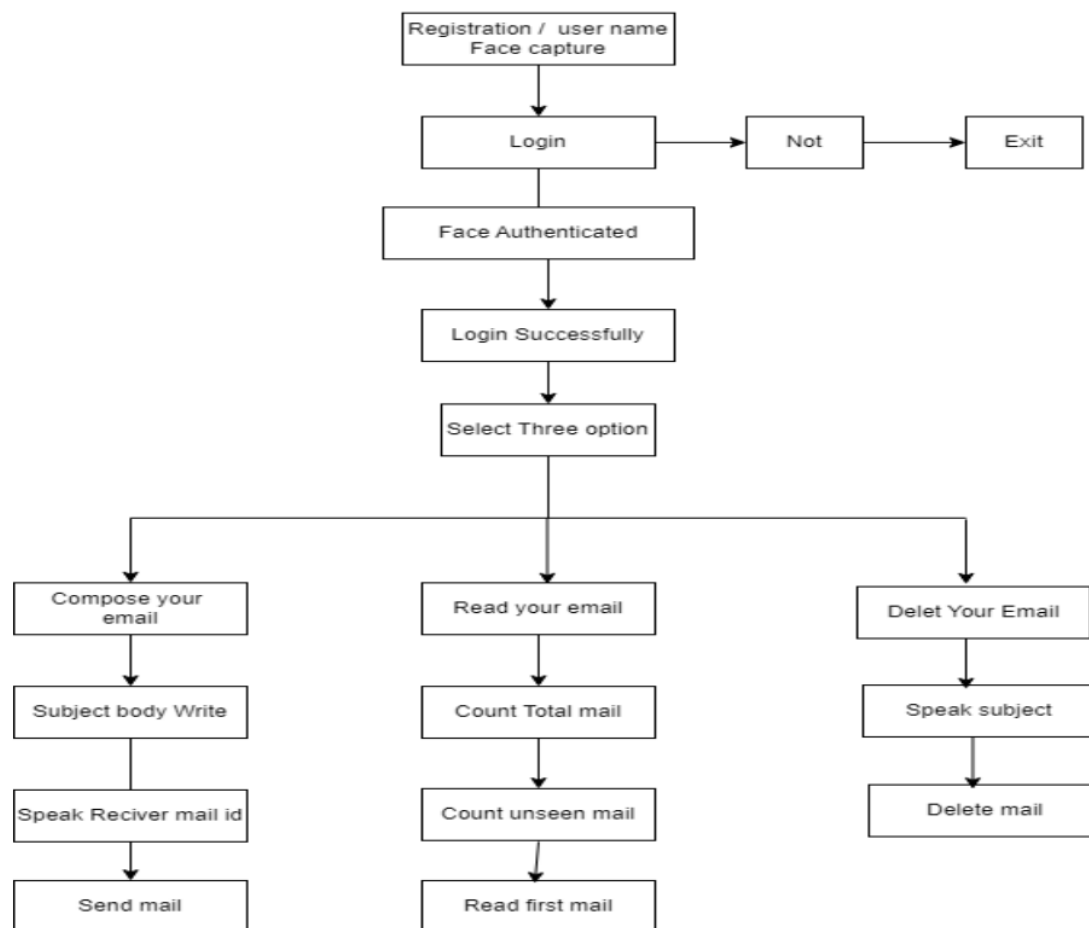 Registration / user name
Face capture
Login
Not
Exit
Face Authenticated
Login Successfully
Select Three option
Compose your
email
Read your email
Delet Your Email
Subject body Write
Count Total mail
Speak subject
Speak Reciver mail id
Count unseen mail
Delete mail
Send mail
Read first mail